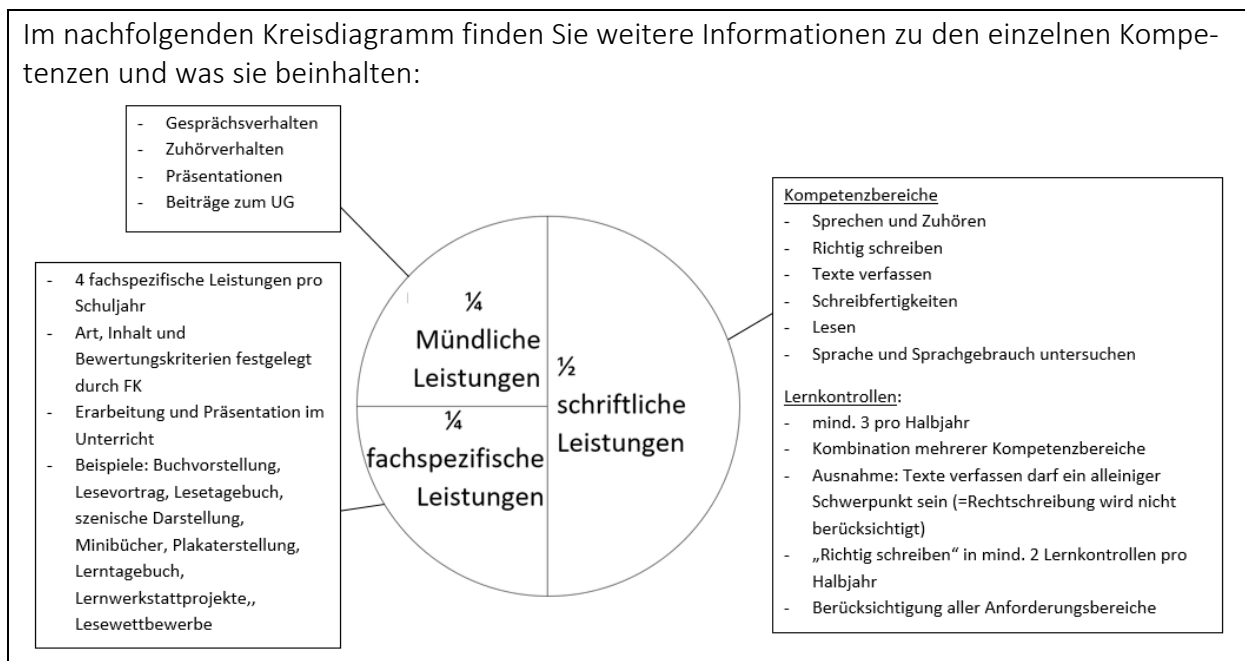 Im nachfolgenden Kreisdiagramm finden Sie weitere Informationen zu den einzelnen Kompe-
tenzen und was sie beinhalten:
- Gesprächsverhalten
- Zuhörverhalten
- Präsentationen
- Beiträge zum UG
- 4 fachspezifische Leistungen pro
Schuljahr
- Art, Inhalt und
Bewertungskriterien festgelegt
durch FK
- Erarbeitung und Präsentation im
Unterricht
- Beispiele: Buchvorstellung,
Lesevortrag, Lesetagebuch,
szenische Darstellung,
Minibücher, Plakaterstellung,
Lerntagebuch,
Lernwerkstattprojekte,,
Lesewettbewerbe
¼
Mündliche
Leistungen
¼
fachspezifische
Leistungen
½
schriftliche
Leistungen
Kompetenzbereiche
- Sprechen und Zuhören
- Richtig schreiben
- Texte verfassen
- Schreibfertigkeiten
- Lesen
- Sprache und Sprachgebrauch untersuchen
Lernkontrollen:
- mind. 3 pro Halbjahr
- Kombination mehrerer Kompetenzbereiche
- Ausnahme: Texte verfassen darf ein alleiniger
Schwerpunkt sein (=Rechtschreibung wird nicht
berücksichtigt)
- „Richtig schreiben“ in mind. 2 Lernkontrollen pro
Halbjahr
- Berücksichtigung aller Anforderungsbereiche